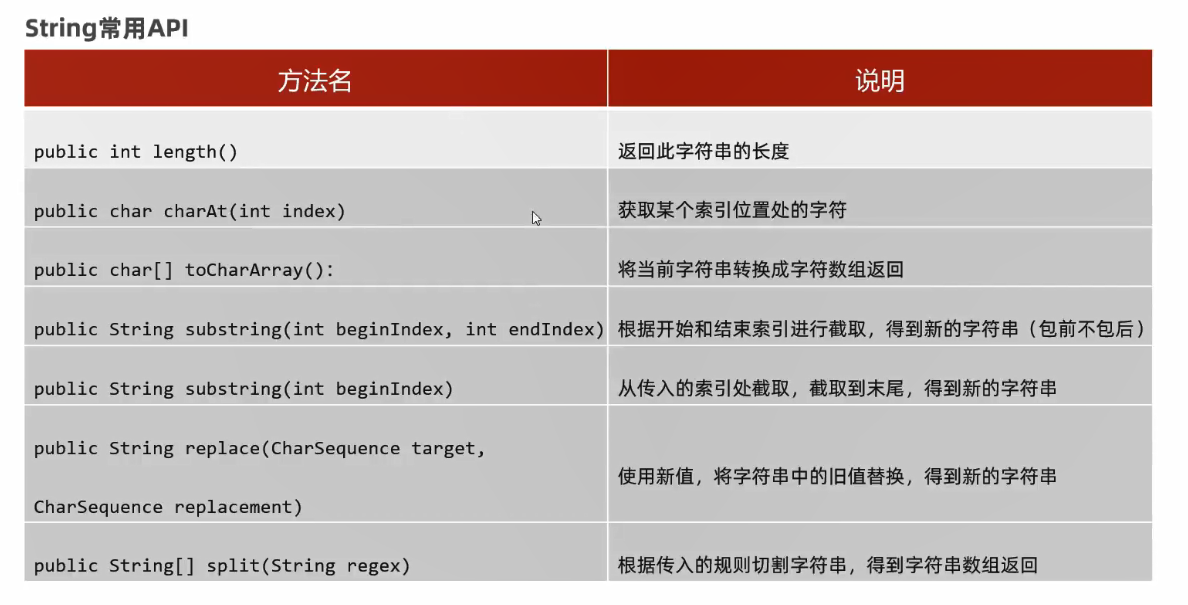 String常用API
方法名 说明
public int length() 返回此字符串的长度
public char charAt(int index) 获取某个索引位置处的字符
public char[] toCharArray(): 将当前字符串转换成字符数组返回
public String substring(int beginIndex, int endIndex) 根据开始和结束索引进行截取，得到新的字符串（包前不包后）
public String substring(int beginIndex) 从传入的索引处截取，截取到末尾，得到新的字符串
public String replace(CharSequence target,
CharSequence replacement) 使用新值，将字符串中的旧值替换，得到新的字符串
public String[] split(String regex) 根据传入的规则切割字符串，得到字符串数组返回